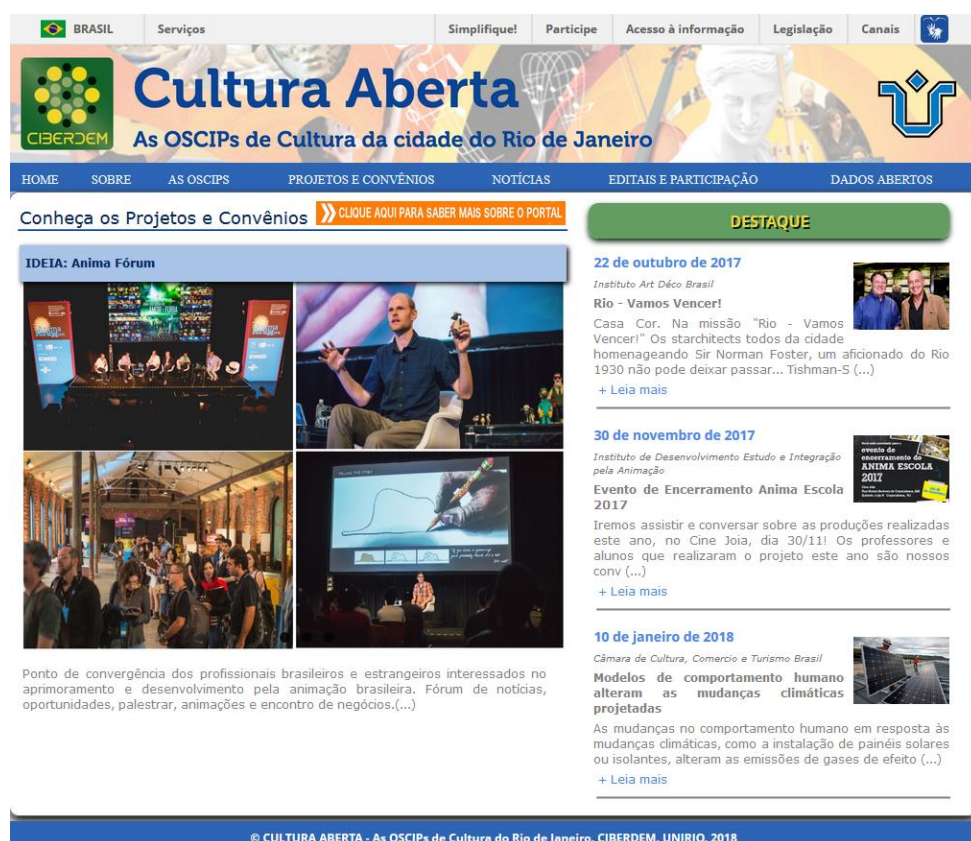 BRASIL Serviços Simplifique! Participe Acesso à informação Legislação Canais
CIBERDEM
Cultura Aberta
As OSCIPs de Cultura da cidade do Rio de Janeiro
HOME SOBRE AS OSCIPS PROJETOS E CONVÊNIOS NOTÍCIAS EDITAIS E PARTICIPAÇÃO DADOS ABERTOS
Conheça os Projetos e Convênios
CLIQUE AQUI PARA SABER MAIS SOBRE O PORTAL
IDEIA: Anima Fórum
Ponto de convergência dos profissionais brasileiros e estrangeiros interessados no
aprimoramento e desenvolvimento pela animação brasileira. Fórum de notícias,
oportunidades, palestrar, animações e encontro de negócios.(...)
DESTAQUE
22 de outubro de 2017
Instituto Art Déco Brasil
Rio - Vamos Vencer!
Casa Cor. Na missão "Rio - Vamos
Vencer!" Os starchitects todos da cidade
homenageando Sir Norman Foster, um aficionado do Rio
1930 não pode deixar passar... Tishman-S (...)
+ Leia mais
30 de novembro de 2017
Instituto de Desenvolvimento Estudo e Integração
pela Animação
Evento de Encerramento Anima Escola
2017
evento de
encerramento do
ANIMA ESCOLA
2017
Iremos assistir e conversar sobre as produções realizadas
este ano, no Cine Joia, dia 30/11! Os professores e
alunos que realizaram o projeto este ano são nossos
conv (...)
+ Leia mais
10 de janeiro de 2018
Câmara de Cultura, Comercio e Turismo Brasil
Modelos de comportamento humano
alteram as mudanças climáticas
projetadas
As mudanças no comportamento humano em resposta às
mudanças climáticas, como a instalação de painéis solares
ou isolantes, alteram as emissões de gases de efeito (...)
+ Leia mais
© CULTURA ABERTA - As OSCIPs de Cultura do Rio de Janeiro. CIBERDEM. UNIRIO. 2018